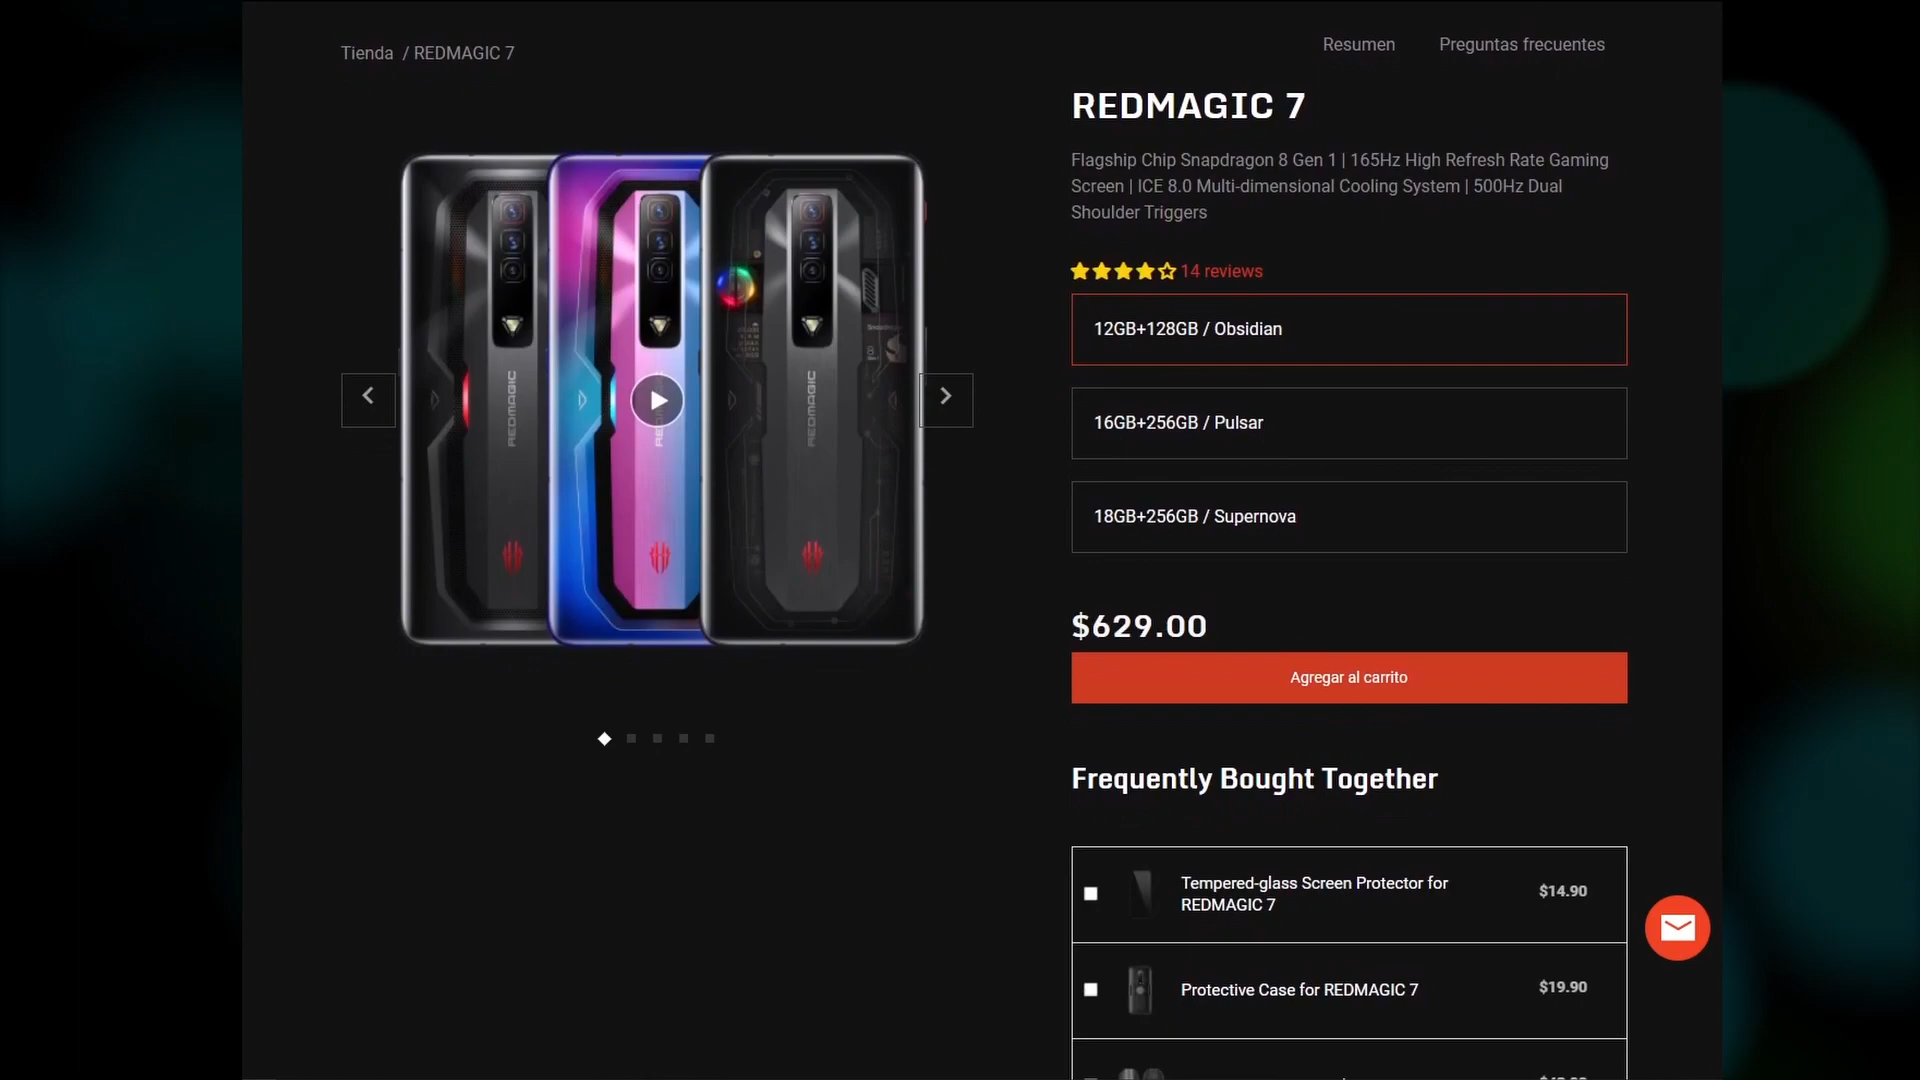 Tienda / REDMAGIC 7
Resumen
Preguntas frecuentes
REDMAGIC 7
Flagship Chip Snapdragon 8 Gen 1 | 165Hz High Refresh Rate Gaming
Screen | ICE 8.0 Multi-dimensional Cooling System | 500Hz Dual
Shoulder Triggers
14 reviews
12GB+128GB / Obsidian
16GB+256GB / Pulsar
18GB+256GB / Supernova
REDMAGIC
REDMAGIC
$629.00
Agregar al carrito
Frequently Bought Together
Tempered-glass Screen Protector for
REDMAGIC 7
$14.90
Protective Case for REDMAGIC 7
$19.90